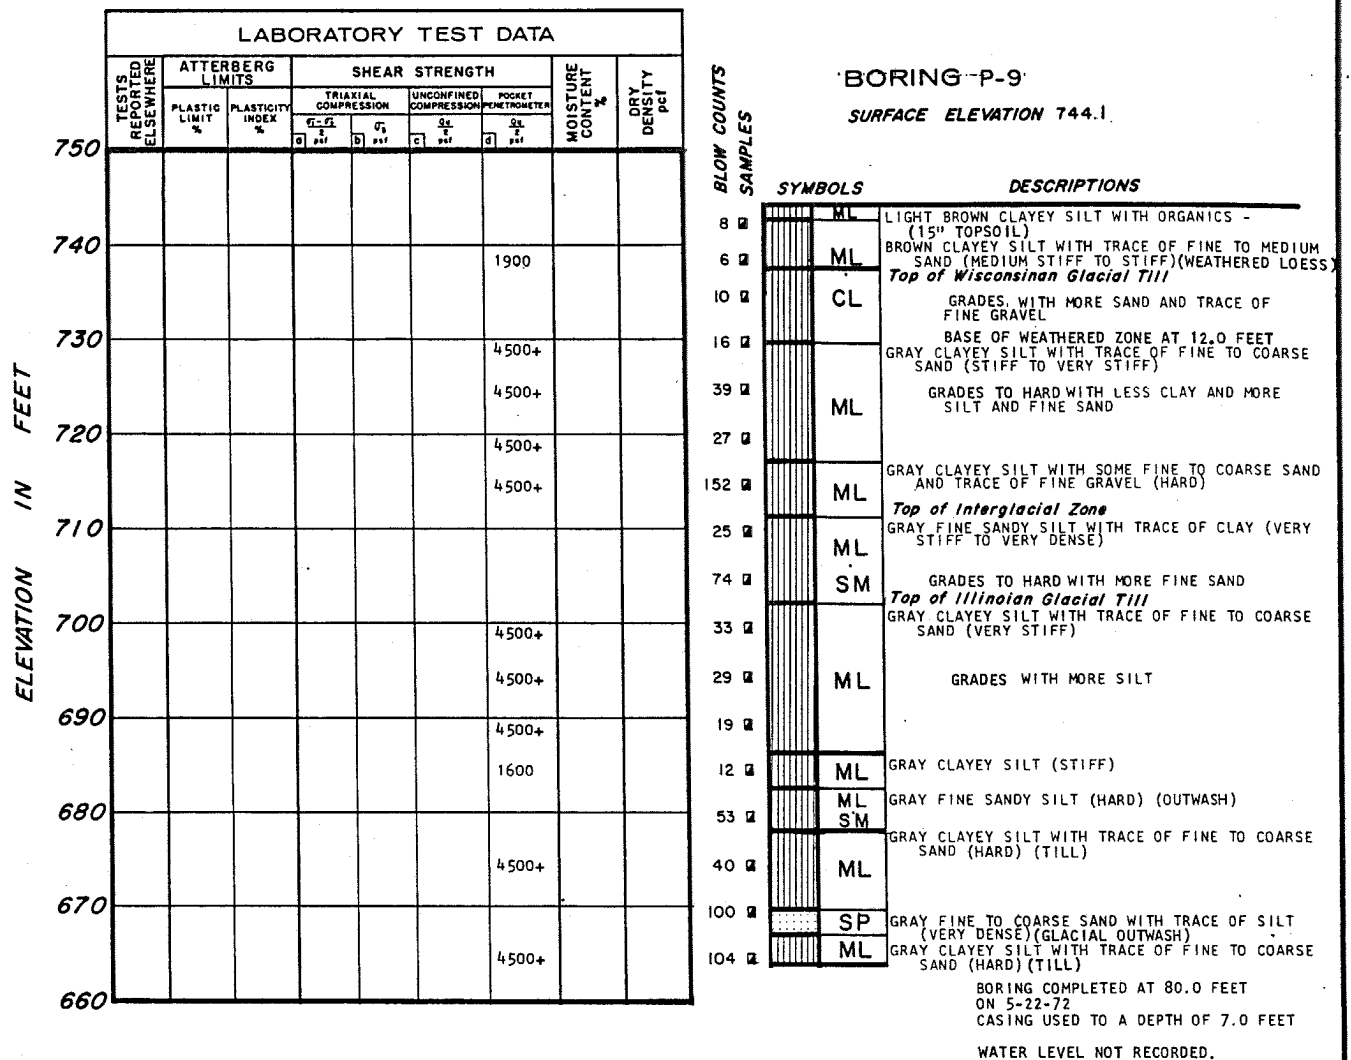 LABORATORY TEST DATA
TESTS REPORTED ELSEWHERE
ATTERBERG LIMITS
SHEAR STRENGTH
MOISTURE CONTENT %
DRY DENSITY pcf
PLASTIC LIMIT %
PLASTICITY INDEX %
TRIAXIAL COMPRESSION
UNCONFINED COMPRESSION
POCKET PENETROMETER
a psf
b psf
c Qu/2 psf
d Qu/2 psf
BLOW COUNTS
SAMPLES
BORING P-9
SURFACE ELEVATION 744.1
SYMBOLS DESCRIPTIONS
ELEVATION IN FEET
750
740
730
720
710
700
690
680
670
660
1900
4500+
4500+
4500+
4500+
4500+
4500+
4500+
1600
4500+
4500+
8
6
10
16
39
27
152
25
74
33
29
19
12
53
40
100
104
ML LIGHT BROWN CLAYEY SILT WITH ORGANICS -
(15" TOPSOIL)
BROWN CLAYEY SILT WITH TRACE OF FINE TO MEDIUM
ML SAND (MEDIUM STIFF TO STIFF)(WEATHERED LOESS)
Top of Wisconsinan Glacial Till
CL GRADES, WITH MORE SAND AND TRACE OF
FINE GRAVEL
BASE OF WEATHERED ZONE AT 12.0 FEET
GRAY CLAYEY SILT WITH TRACE OF FINE TO COARSE
SAND (STIFF TO VERY STIFF)
GRADES TO HARD WITH LESS CLAY AND MORE
ML SILT AND FINE SAND
GRAY CLAYEY SILT WITH SOME FINE TO COARSE SAND
ML AND TRACE OF FINE GRAVEL (HARD)
Top of Interglacial Zone
GRAY FINE SANDY SILT WITH TRACE OF CLAY (VERY
STIFF TO VERY DENSE)
ML
SM GRADES TO HARD WITH MORE FINE SAND
Top of Illinoian Glacial Till
GRAY CLAYEY SILT WITH TRACE OF FINE TO COARSE
SAND (VERY STIFF)
ML GRADES WITH MORE SILT
ML GRAY CLAYEY SILT (STIFF)
ML GRAY FINE SANDY SILT (HARD) (OUTWASH)
SM
GRAY CLAYEY SILT WITH TRACE OF FINE TO COARSE
SAND (HARD) (TILL)
ML
SP GRAY FINE TO COARSE SAND WITH TRACE OF SILT
(VERY DENSE)(GLACIAL OUTWASH)
ML GRAY CLAYEY SILT WITH TRACE OF FINE TO COARSE
SAND (HARD) (TILL)
BORING COMPLETED AT 80.0 FEET
ON 5-22-72
CASING USED TO A DEPTH OF 7.0 FEET
WATER LEVEL NOT RECORDED.